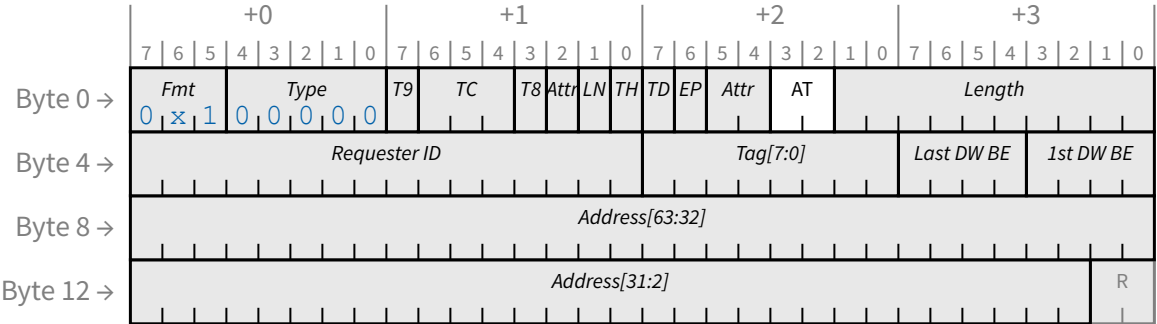 +0 +1 +2 +3
7 6 5 4 3 2 1 0 7 6 5 4 3 2 1 0 7 6 5 4 3 2 1 0 7 6 5 4 3 2 1 0
Byte 0 → Fmt Type T9 TC T8 Attr LN TH TD EP Attr AT Length
0 x 1 0 0 0 0 0
Byte 4 → Requester ID Tag[7:0] Last DW BE 1st DW BE
Byte 8 → Address[63:32]
Byte 12 → Address[31:2] R